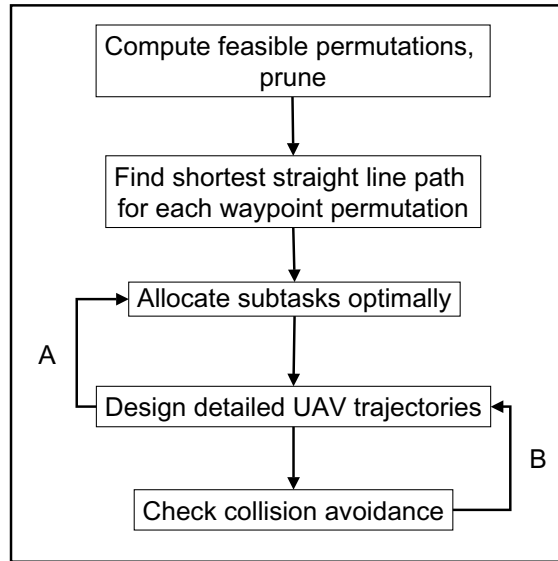 Compute feasible permutations,
prune
Find shortest straight line path
for each waypoint permutation
Allocate subtasks optimally
A
Design detailed UAV trajectories
B
Check collision avoidance